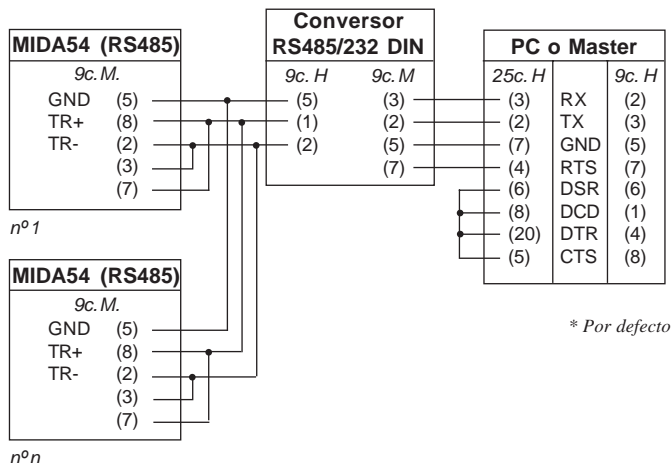 MIDA54 (RS485)
9c. M.
GND (5)
TR+ (8)
TR- (2)
(3)
(7)
nº 1
Conversor
RS485/232 DIN
9c. H 9c. M
(5) (3)
(1) (2)
(2) (5)
(7)
PC o Master
25c. H 9c. H
(3) RX (2)
(2) TX (3)
(7) GND (5)
(4) RTS (7)
(6) DSR (6)
(8) DCD (1)
(20) DTR (4)
(5) CTS (8)
* Por defecto
MIDA54 (RS485)
9c. M.
GND (5)
TR+ (8)
TR- (2)
(3)
(7)
nº n